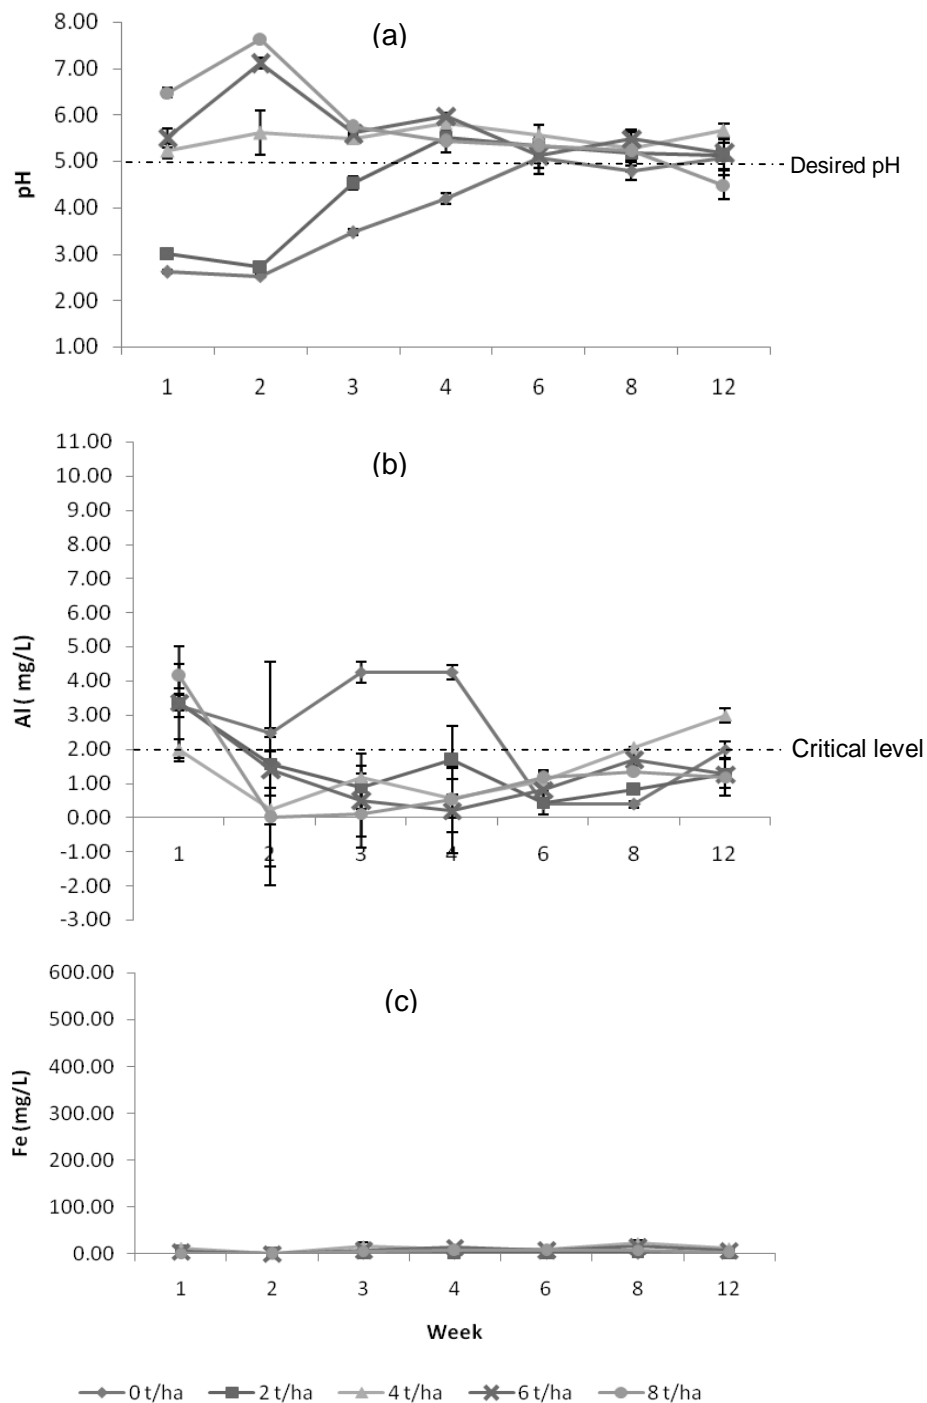 (a)
8.00
7.00
6.00
5.00
4.00
3.00
2.00
1.00
pH
Desired pH
1 2 3 4 6 8 12
(b)
11.00
10.00
9.00
8.00
7.00
6.00
5.00
4.00
3.00
2.00
1.00
0.00
-1.00
-2.00
-3.00
Al ( mg/L)
Critical level
1 2 3 4 6 8 12
(c)
600.00
500.00
400.00
300.00
200.00
100.00
0.00
Fe (mg/L)
1 2 3 4 6 8 12
Week
0 t/ha 2 t/ha 4 t/ha 6 t/ha 8 t/ha